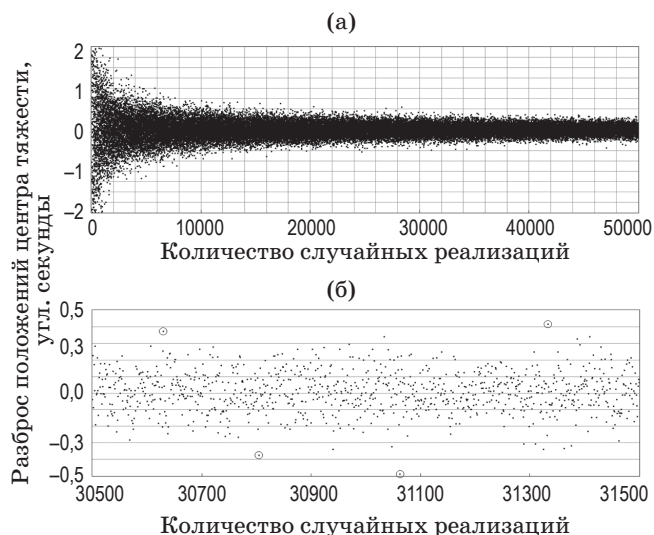 (а)
Разброс положений центра тяжести,
угл. секунды
2
1
0
–1
–2
0 10000 20000 30000 40000 50000
Количество случайных реализаций
(б)
0,5
0,3
0,0
–0,3
–0,5
30500 30700 30900 31100 31300 31500
Количество случайных реализаций